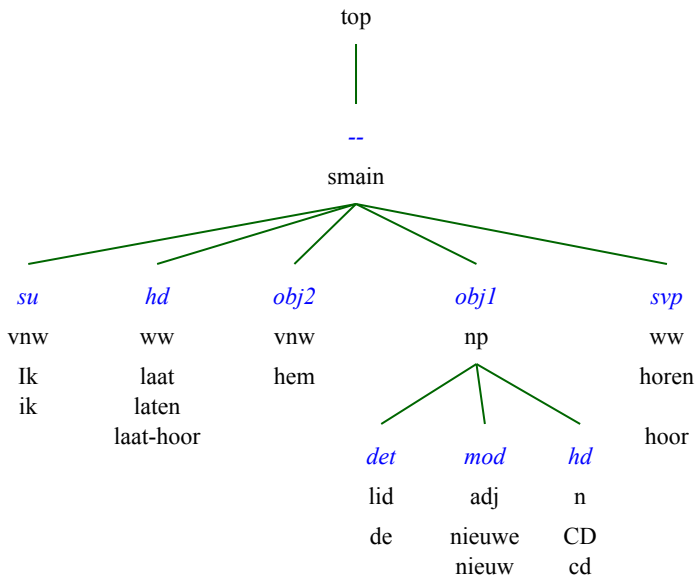 top
--
smain
su hd obj2 obj1 svp
vnw ww vnw np ww
Ik laat hem horen
ik laten
laat-hoor hoor
det mod hd
lid adj n
de nieuwe CD
nieuw cd